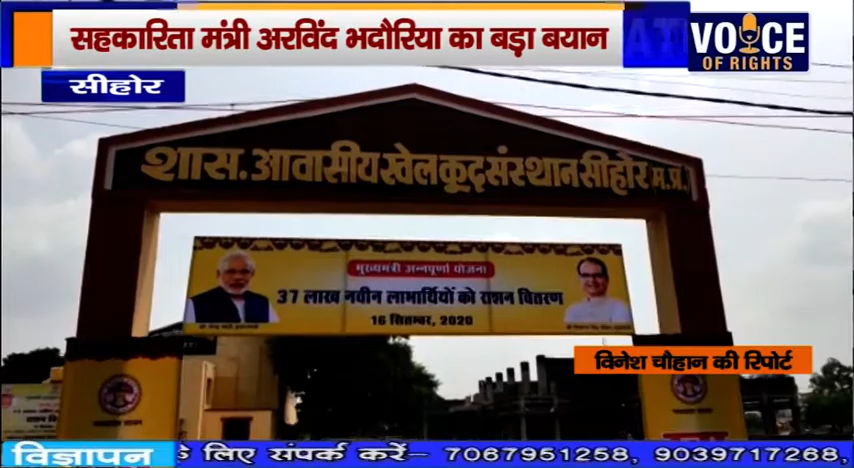 सहकारिता मंत्री अरविंद भदौरिया का बड़ा बयान
VOICE
OF RIGHTS
सीहोर
शास. आवासीय खेलकूद संस्थान सीहोर म.प्र.
मुख्यमंत्री अन्नपूर्णा योजना
37 लाख नवीन लाभार्थियों को राशन वितरण
16 सितम्बर, 2020
विनेश चौहान की रिपोर्ट
विज्ञापन के लिए संपर्क करें– 7067951258, 9039717268,